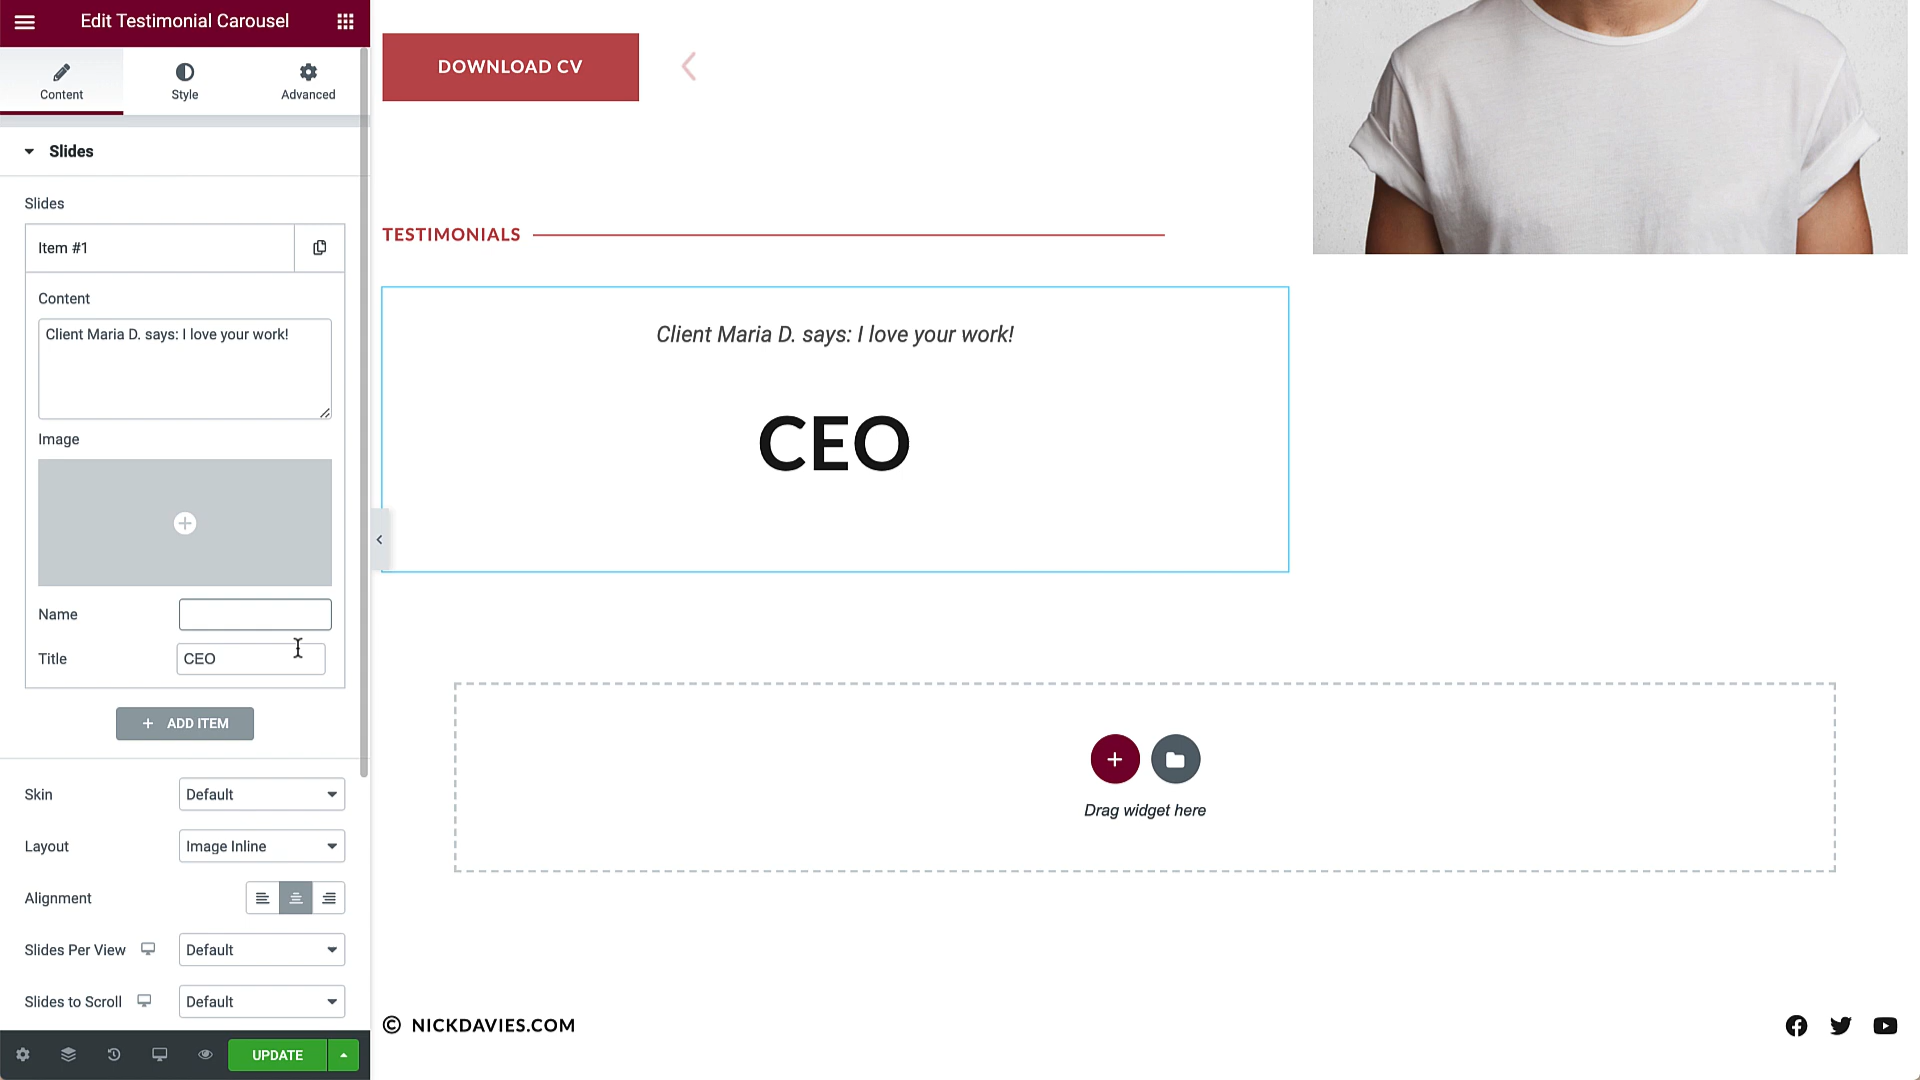 Edit Testimonial Carousel
Content
Style
Advanced
Slides
Slides
Item #1
Content
Client Maria D. says: I love your work!
Image
Name
Title
CEO
ADD ITEM
Skin
Default
Layout
Image Inline
Alignment
Slides Per View
Default
Slides to Scroll
Default
UPDATE
DOWNLOAD CV
TESTIMONIALS
Client Maria D. says: I love your work!
CEO
Drag widget here
© NICKDAVIES.COM